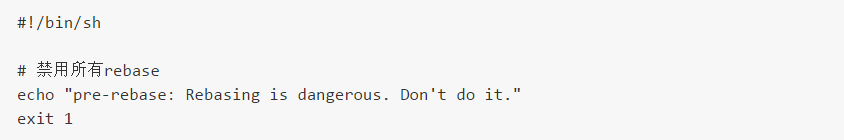 #!/bin/sh
# 禁用所有rebase
echo "pre-rebase: Rebasing is dangerous. Don't do it."
exit 1